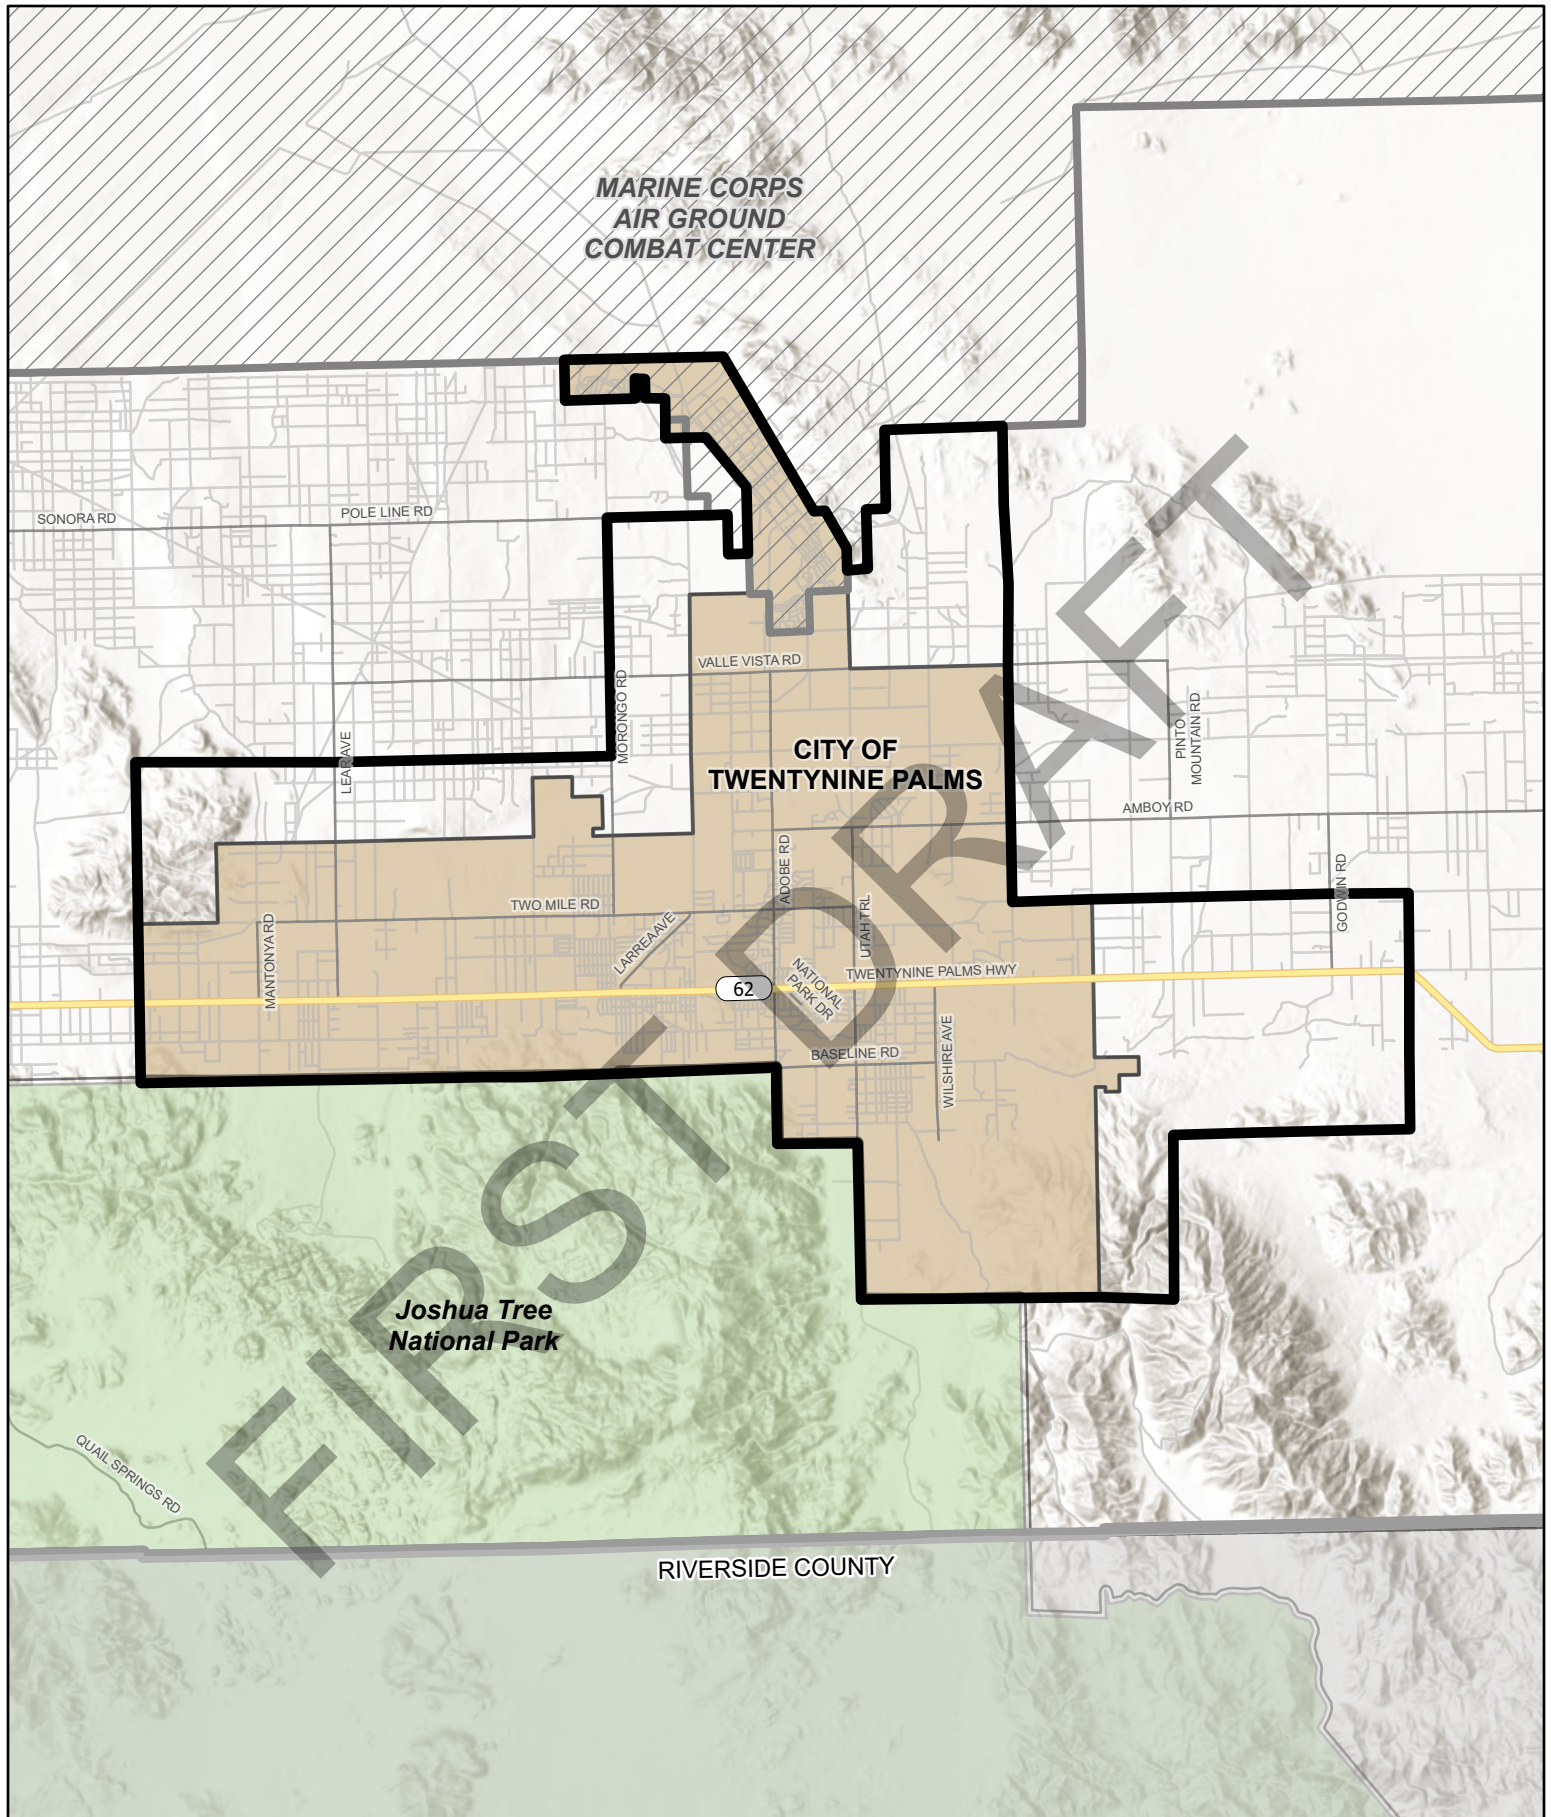 MARINE CORPS
AIR GROUND
COMBAT CENTER
SONORA RD
POLE LINE RD
VALLE VISTA RD
MORONGO RD
LEAR AVE
CITY OF
TWENTYNINE PALMS
PINTO
MOUNTAIN RD
AMBOY RD
ADOBE RD
GODWIN RD
TWO MILE RD
MANTONYA RD
LARREA AVE
UTAH TRL
NATIONAL
PARK DR
TWENTYNINE PALMS HWY
62
BASELINE RD
WILSHIRE AVE
FIRST DRAFT
Joshua Tree
National Park
QUAIL SPRINGS RD
RIVERSIDE COUNTY